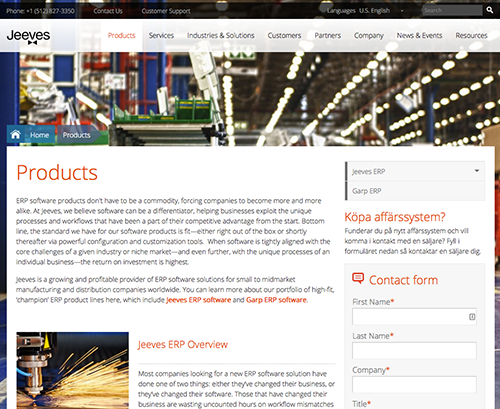 Phone: +1 (512) 827-3350 Contact Us Customer Support Languages U.S. English Search
Jeeves
Products Services Industries & Solutions Customers Partners Company News & Events Resources
Home Products
Products
ERP software products don't have to be a commodity, forcing companies to become more and more
alike. At Jeeves, we believe software can be a differentiator, helping businesses exploit the unique
processes and workflows that have been a part of their competitive advantage from the start. Bottom
line, the standard we have for our software products is fit—either right out of the box or shortly
thereafter via powerful configuration and customization tools. When software is tightly aligned with the
core challenges of a given industry or niche market—and even further, with the unique processes of an
individual business—the return on investment is highest.
Jeeves is a growing and profitable provider of ERP software solutions for small to midmarket
manufacturing and distribution companies worldwide. You can learn more about our portfolio of high-fit,
'champion' ERP product lines here, which include Jeeves ERP software and Garp ERP software.
Jeeves ERP Overview
Most companies looking for a new ERP software solution have
done one of two things: either they've changed their business, or
they've changed their software. Those that have changed their
business are wasting uncounted hours on workflow mismatches
Jeeves ERP
Garp ERP
Köpa affärssystem?
Funderar du på nytt affärssystem och vill
komma i kontakt med en säljare? Fyll i
formuläret nedan så kontaktar en säljare dig.
Contact form
First Name*
Last Name*
Company*
Title*